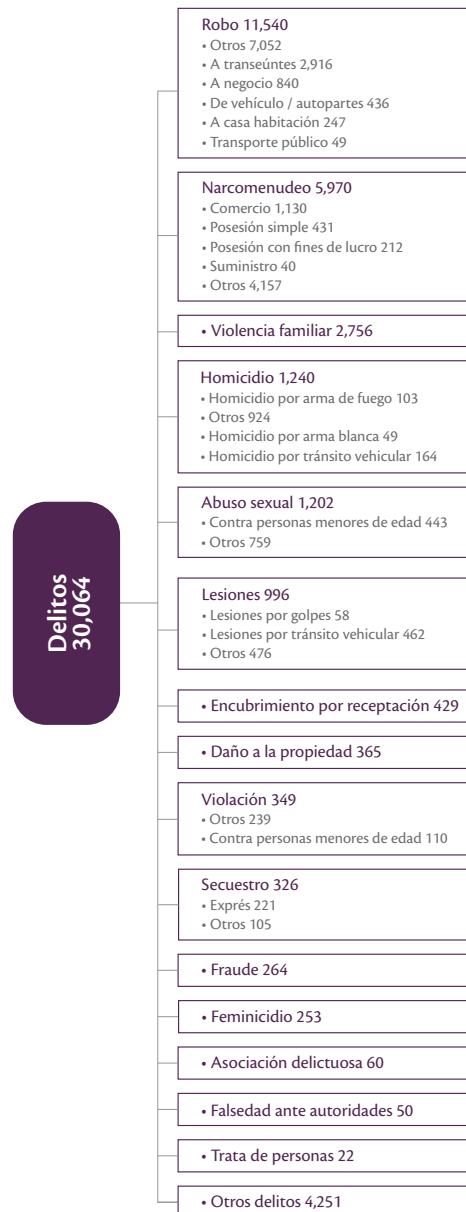 Robo 11,540
• Otros 7,052
• A transeúntes 2,916
• A negocio 840
• De vehículo / autopartes 436
• A casa habitación 247
• Transporte público 49
Narcomenudeo 5,970
• Comercio 1,130
• Posesión simple 431
• Posesión con fines de lucro 212
• Suministro 40
• Otros 4,157
• Violencia familiar 2,756
Homicidio 1,240
• Homicidio por arma de fuego 103
• Otros 924
• Homicidio por arma blanca 49
• Homicidio por tránsito vehicular 164
Abuso sexual 1,202
• Contra personas menores de edad 443
• Otros 759
Delitos
30,064
Lesiones 996
• Lesiones por golpes 58
• Lesiones por tránsito vehicular 462
• Otros 476
• Encubrimiento por receptación 429
• Daño a la propiedad 365
Violación 349
• Otros 239
• Contra personas menores de edad 110
Secuestro 326
• Exprés 221
• Otros 105
• Fraude 264
• Feminicidio 253
• Asociación delictuosa 60
• Falsedad ante autoridades 50
• Trata de personas 22
• Otros delitos 4,251